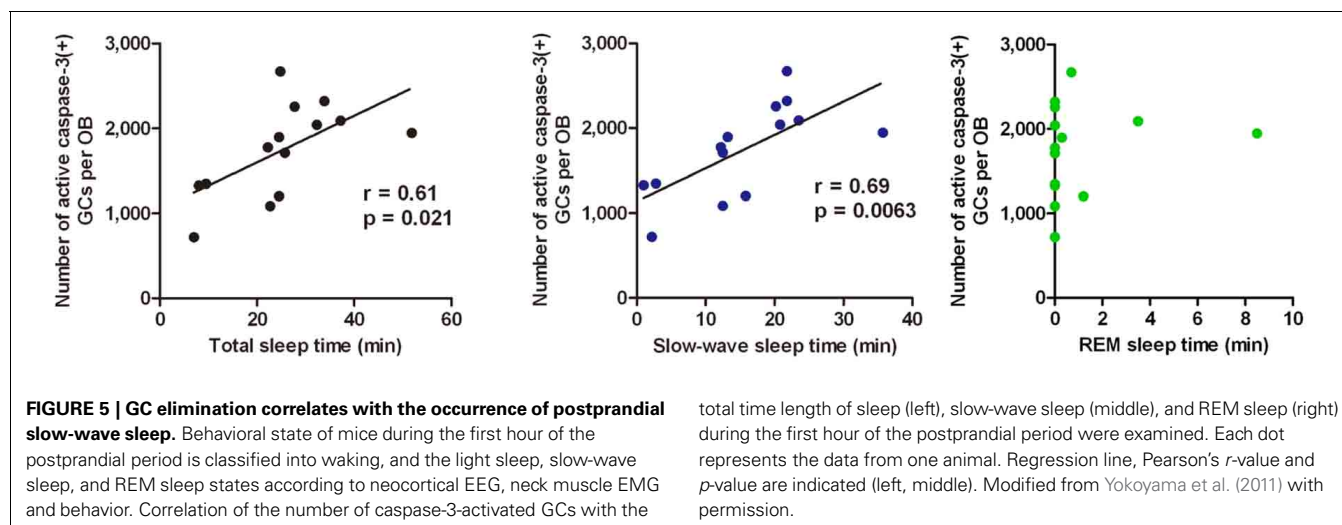 Number of active caspase-3(+)
GCs per OB
3,000
2,000
1,000
0
0 20 40 60
Total sleep time (min)
r = 0.61
p = 0.021
Number of active caspase-3(+)
GCs per OB
3,000
2,000
1,000
0
0 10 20 30 40
Slow-wave sleep time (min)
r = 0.69
p = 0.0063
Number of active caspase-3(+)
GCs per OB
3,000
2,000
1,000
0
0 2 4 6 8 10
REM sleep time (min)
FIGURE 5 | GC elimination correlates with the occurrence of postprandial
slow-wave sleep. Behavioral state of mice during the first hour of the
postprandial period is classified into waking, and the light sleep, slow-wave
sleep, and REM sleep states according to neocortical EEG, neck muscle EMG
and behavior. Correlation of the number of caspase-3-activated GCs with the
total time length of sleep (left), slow-wave sleep (middle), and REM sleep (right)
during the first hour of the postprandial period were examined. Each dot
represents the data from one animal. Regression line, Pearson's r-value and
p-value are indicated (left, middle). Modified from Yokoyama et al. (2011) with
permission.